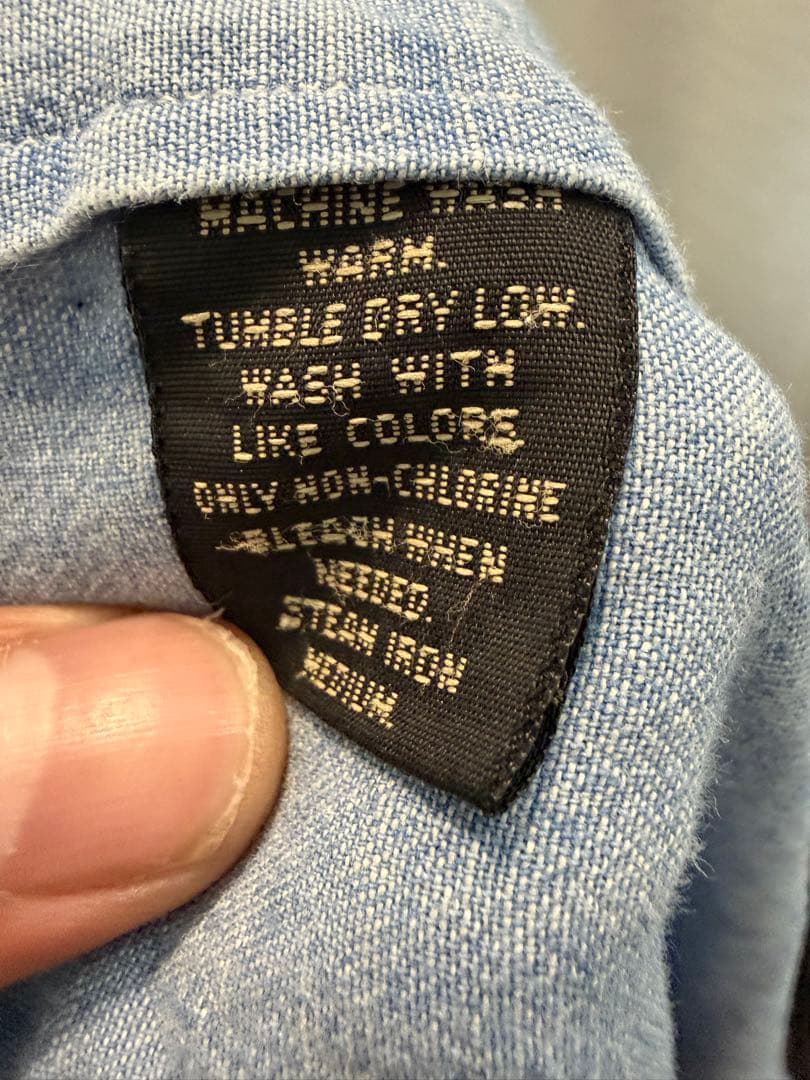 MACHINE WASH
WARM.
TUMBLE DRY LOW.
WASH WITH
LIKE COLORS.
ONLY NON-CHLORINE
BLEACH WHEN
NEEDED.
STEAM IRON
MEDIUM.